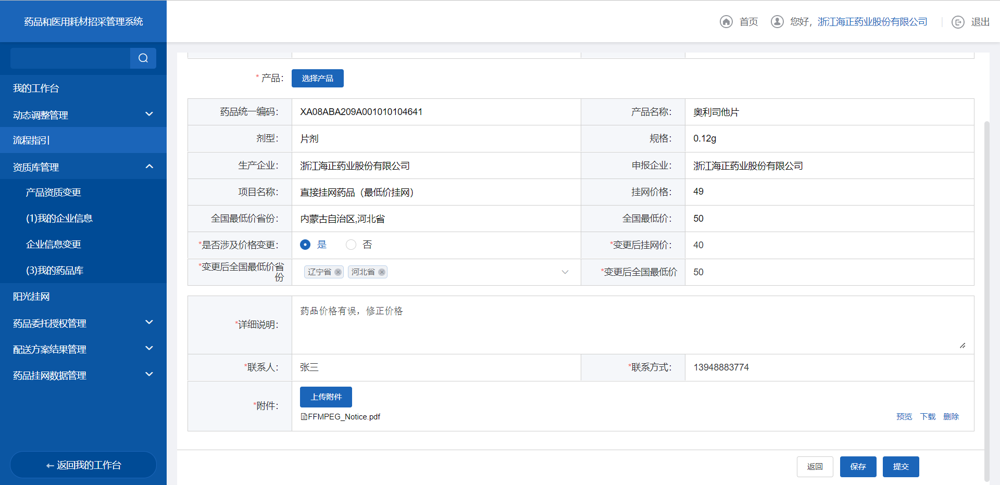 药品和医用耗材招采管理系统
首页
您好，浙江海正药业股份有限公司
退出
我的工作台
动态调整管理
流程指引
资质库管理
产品资质变更
(1)我的企业信息
企业信息变更
(3)我的药品库
阳光挂网
药品委托授权管理
配送方案结果管理
药品挂网数据管理
←返回我的工作台
* 产品： 选择产品
药品统一编码： XA08ABA209A001010104641 产品名称： 奥利司他片
剂型： 片剂 规格： 0.12g
生产企业： 浙江海正药业股份有限公司 申报企业： 浙江海正药业股份有限公司
项目名称： 直接挂网药品（最低价挂网） 挂网价格： 49
全国最低价省份： 内蒙古自治区,河北省 全国最低价： 50
*是否涉及价格变更： 是 否 *变更后挂网价： 40
*变更后全国最低价省
份 辽宁省 河北省 *变更后全国最低价 50
*详细说明： 药品价格有误，修正价格
*联系人： 张三 *联系方式： 13948883774
*附件： 上传附件
FFMPEG_Notice.pdf 预览 下载 删除
返回 保存 提交